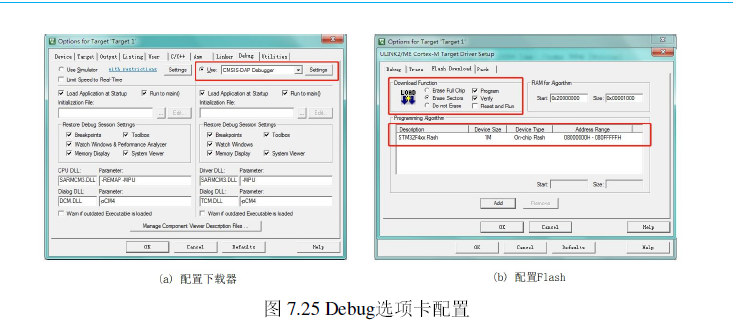 Options for Target 'Target 1'
Device Target Output Listing User C/C++ Asm Linker Debug Utilities
Use Simulator with restrictions Settings
Use: CMSIS-DAP Debugger Settings
Limit Speed to Real-Time
Load Application at Startup Run to main()
Initialization File:
... Edit...
Restore Debug Session Settings
Breakpoints Toolbox
Watch Windows & Performance Analyzer
Memory Display System Viewer
CPU DLL: Parameter:
SARMCM3.DLL -REMAP -MPU
Dialog DLL: Parameter:
DCM.DLL -pCM4
Warn if outdated Executable is loaded
Load Application at Startup Run to main()
Initialization File:
... Edit...
Restore Debug Session Settings
Breakpoints Toolbox
Watch Windows
Memory Display System Viewer
Driver DLL: Parameter:
SARMCM3.DLL -MPU
Dialog DLL: Parameter:
TCM.DLL -pCM4
Warn if outdated Executable is loaded
Manage Component Viewer Description Files ...
OK Cancel Defaults Help
(a) 配置下载器
Options for Target 'Target 1'
ULINK2/ME Cortex-M Target Driver Setup
Debug Trace Flash Download Pack
Download Function
LOAD
Erase Full Chip Program
Erase Sectors Verify
Do not Erase Reset and Run
RAM for Algorithm
Start: 0x20000000 Size: 0x00001000
Programming Algorithm
Description Device Size Device Type Address Range
STM32F4xx Flash 1M On-chip Flash 08000000H - 080FFFFFH
Start: Size:
Add Remove
OK Cancel Help
OK Cancel Defaults Help
(b) 配置Flash
图 7.25 Debug选项卡配置